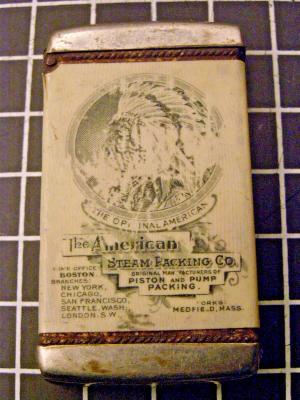 THE ORIGINAL AMERICAN
The American
STEAM PACKING CO.
ORIGINAL MANUFACTURERS OF
PISTON AND PUMP
PACKING.
OFFICE
BOSTON
BRANCHES:
NEW YORK,
CHICAGO,
SAN FRANCISCO,
SEATTLE, WASH.
LONDON. S.W.
WORKS
MEDFIELD, MASS.